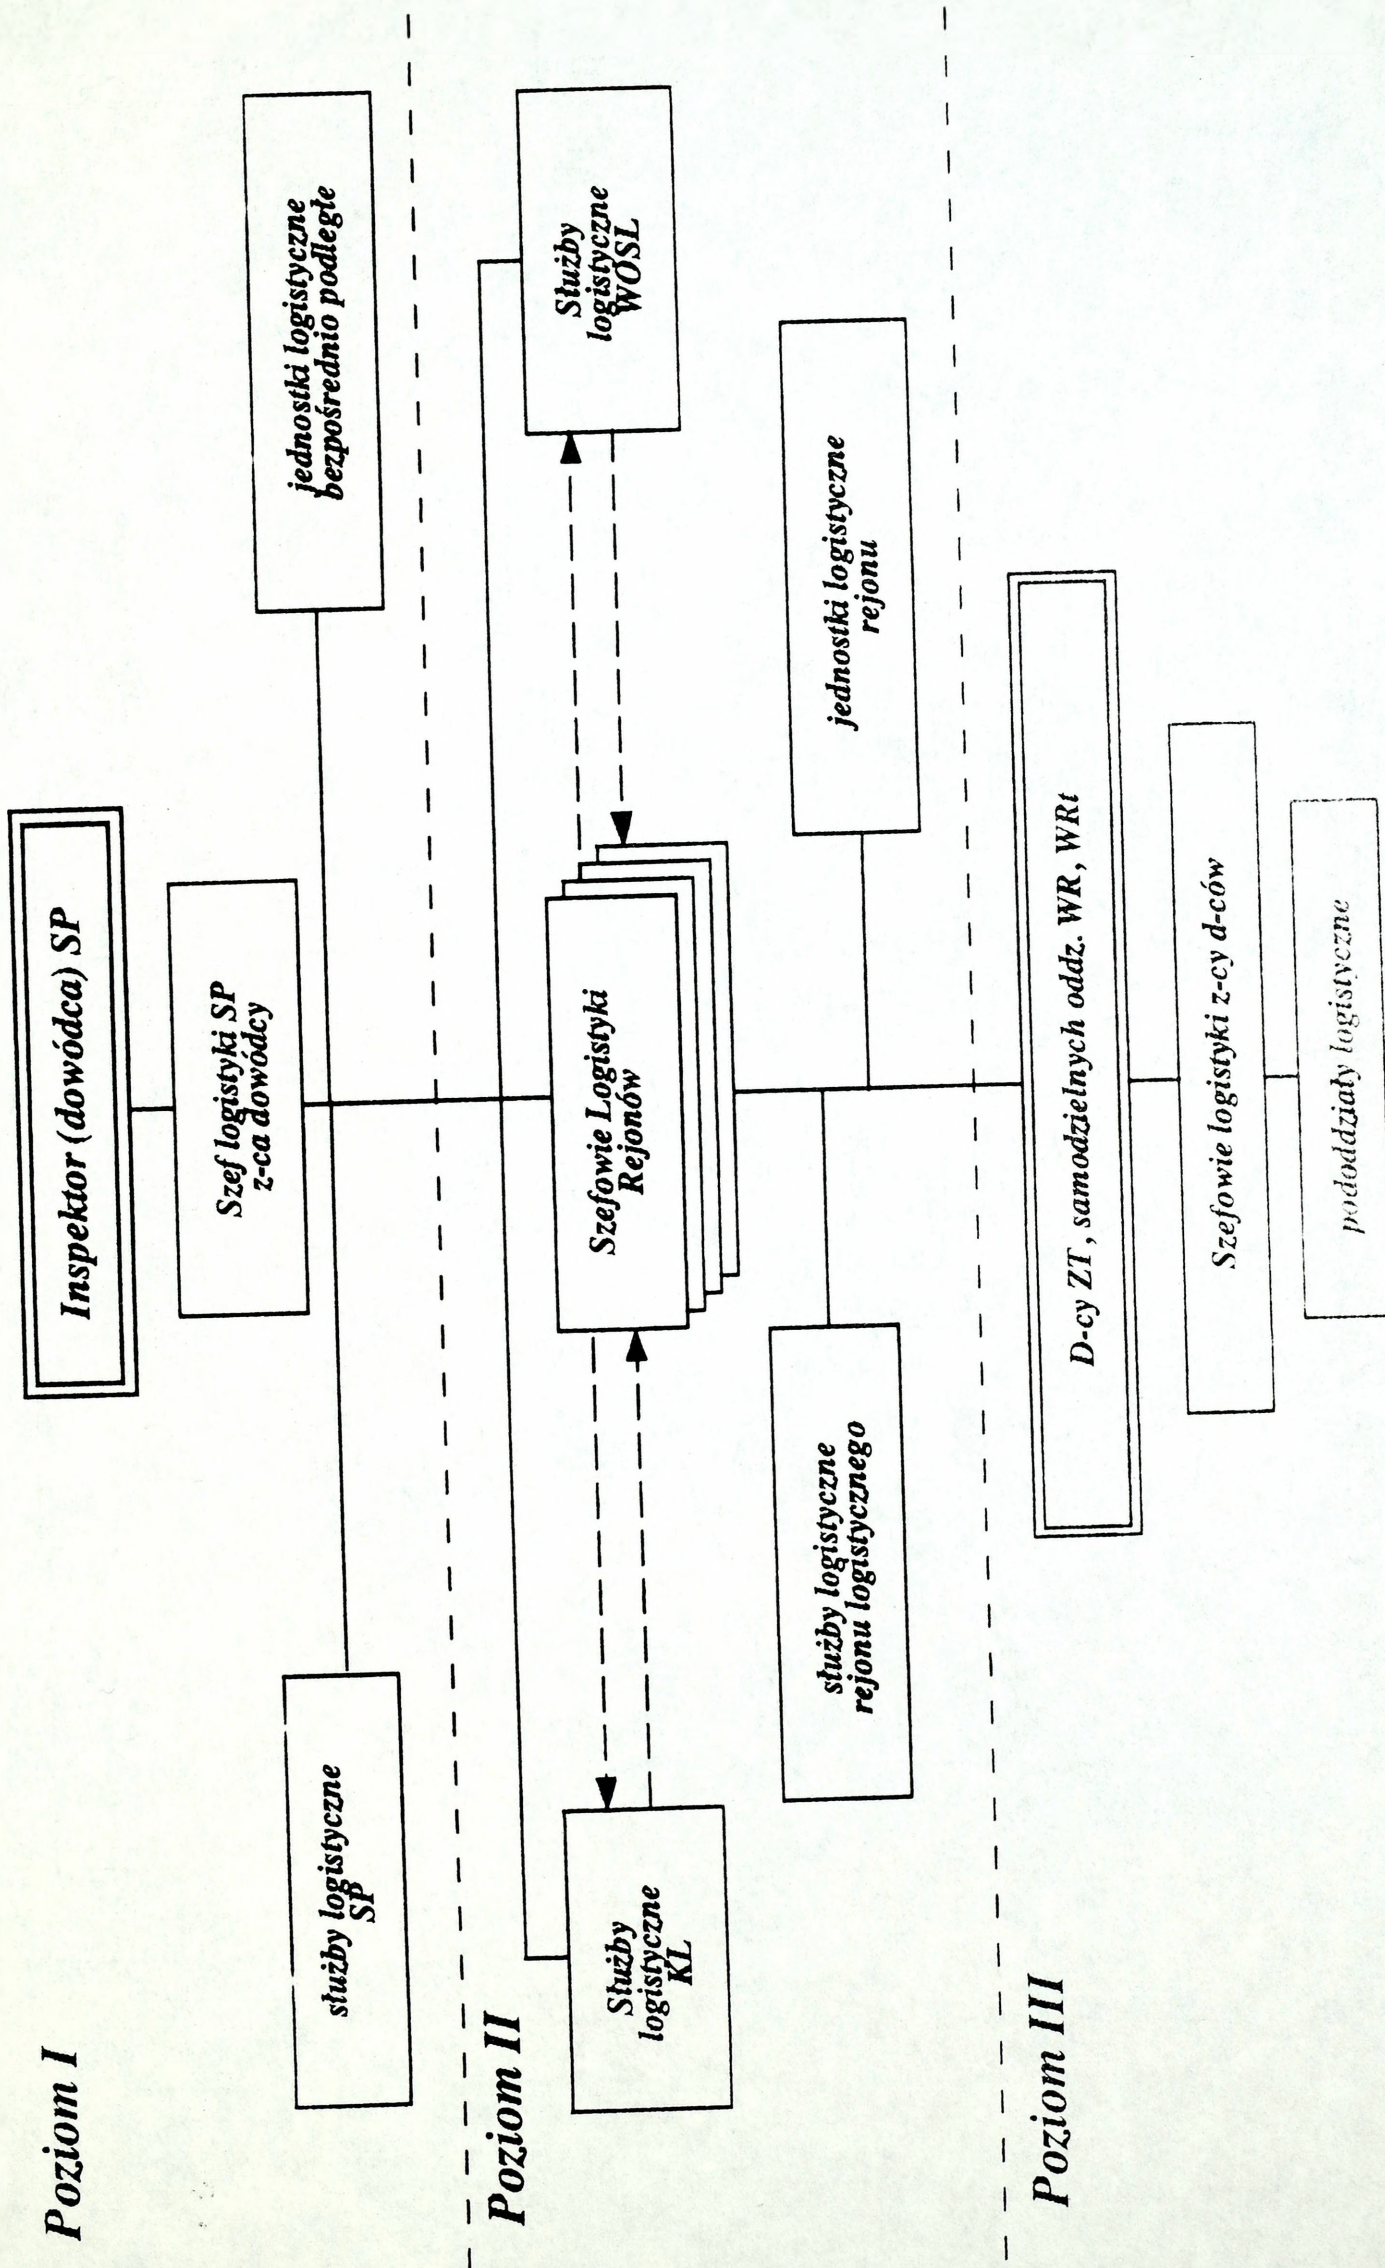 Poziom I
Inspektor (dowódca) SP
Szef logistyki SP
z-ca dowódcy
służby logistyczne
SP
jednostki logistyczne
bezpośrednio podległe
Poziom II
Służby
logistyczne
KL
Szefowie Logistyki
Rejonów
Służby
logistyczne
WOSL
służby logistyczne
rejonu logistycznego
jednostki logistyczne
rejonu
Poziom III
D-cy ZT, samodzielnych oddz. WR, WRt
Szefowie logistyki z-cy d-ców
pododdziały logistyczne